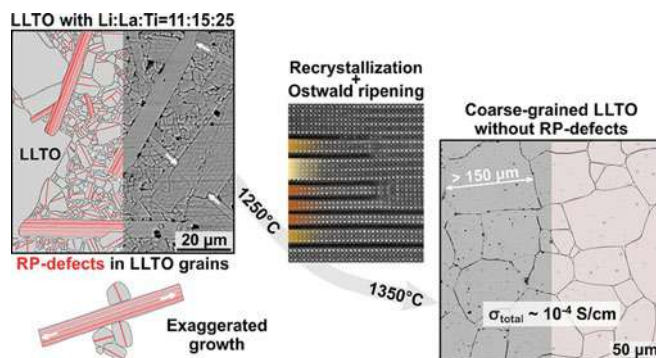 LLTO with Li:La:Ti=11:15:25
LLTO
20 µm
RP-defects in LLTO grains
Exaggerated
growth
1250°C
Recrystallization
+
Ostwald ripening
1350°C
Coarse-grained LLTO
without RP-defects
> 150 µm
σtotal ~ 10⁻⁴ S/cm
50 µm